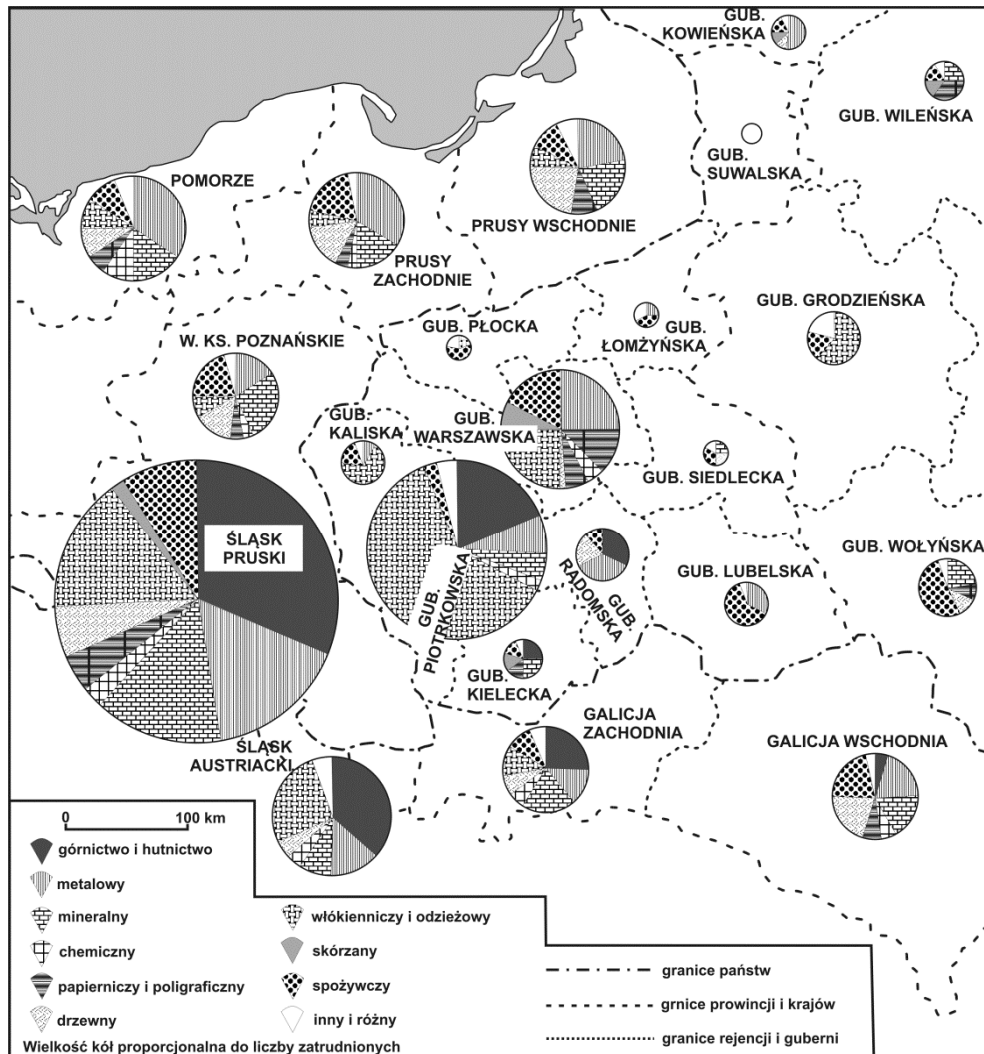 GUB.
KOWIEŃSKA
GUB. WILEŃSKA
GUB.
SUWALSKA
POMORZE
PRUSY WSCHODNIE
PRUSY
ZACHODNIE
GUB. GRODZIEŃSKA
GUB. PŁOCKA
GUB.
ŁOMŻYŃSKA
W. KS. POZNAŃSKIE
GUB.
KALISKA
GUB.
WARSZAWSKA
GUB. SIEDLECKA
ŚLĄSK
PRUSKI
GUB.
PIOTRKOWSKA
GUB.
RADOMSKA
GUB. LUBELSKA
GUB. WOŁYŃSKA
GUB.
KIELECKA
GALICJA
ZACHODNIA
GALICJA WSCHODNIA
ŚLĄSK
AUSTRIACKI
0 100 km
górnictwo i hutnictwo
metalowy
mineralny
chemiczny
papierniczy i poligraficzny
drzewny
włókienniczy i odzieżowy
skórzany
spożywczy
inny i różny
Wielkość kół proporcjonalna do liczby zatrudnionych
granice państw
grnice prowincji i krajów
granice rejencji i guberni